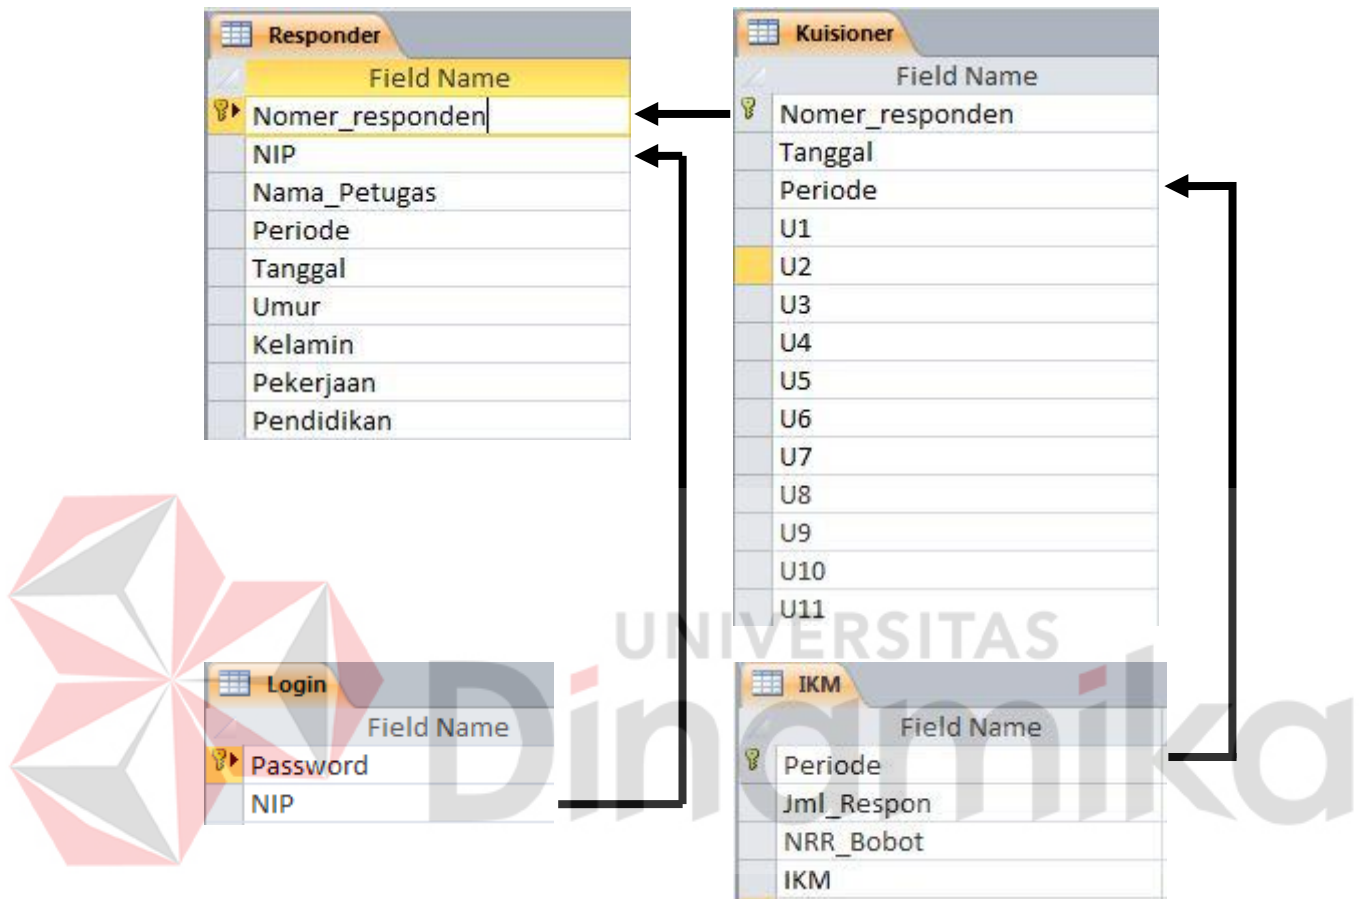 Responder
Field Name
Nomer_responden
NIP
Nama_Petugas
Periode
Tanggal
Umur
Kelamin
Pekerjaan
Pendidikan
Kuisioner
Field Name
Nomer_responden
Tanggal
Periode
U1
U2
U3
U4
U5
U6
U7
U8
U9
U10
U11
UNIVERSITAS
Dinamika
Login
Field Name
Password
NIP
IKM
Field Name
Periode
Jml_Respon
NRR_Bobot
IKM